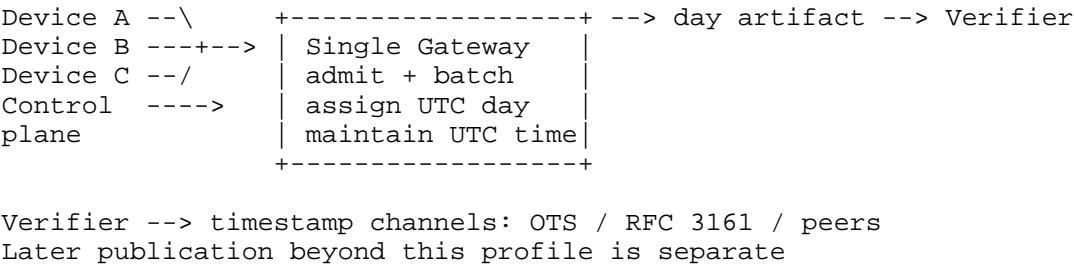 Device A --\     +------------------+ --> day artifact --> Verifier
Device B ---+--> | Single Gateway   |
Device C --/     | admit + batch    |
Control  ---->   | assign UTC day   |
plane            | maintain UTC time|
                 +------------------+

Verifier --> timestamp channels: OTS / RFC 3161 / peers
Later publication beyond this profile is separate